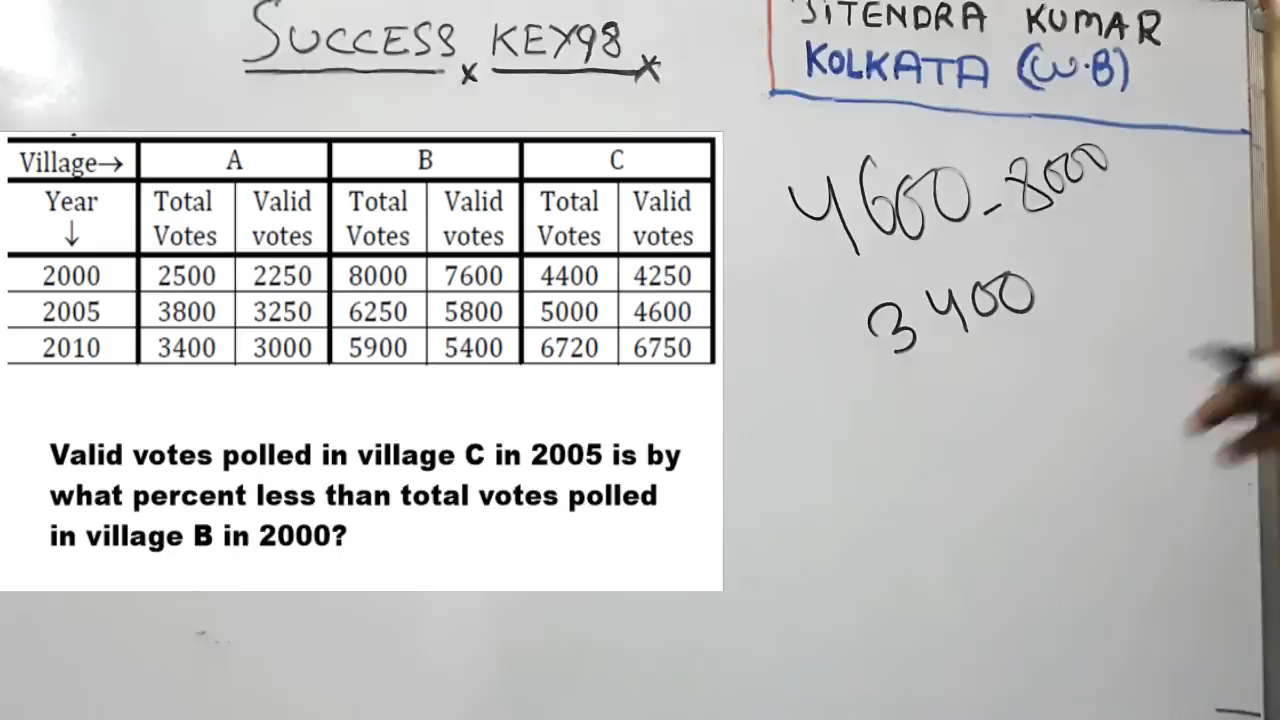 SUCCESS KEY98
JITENDRA KUMAR
KOLKATA (W.B)
Village→ A B C
Year ↓ Total Votes Valid votes Total Votes Valid votes Total Votes Valid votes
2000 2500 2250 8000 7600 4400 4250
2005 3800 3250 6250 5800 5000 4600
2010 3400 3000 5900 5400 6720 6750
Valid votes polled in village C in 2005 is by
what percent less than total votes polled
in village B in 2000?
4600-8000
3400